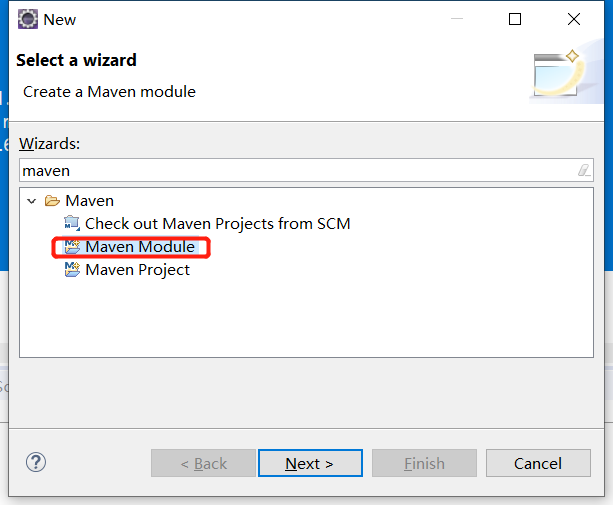 New
Select a wizard
Create a Maven module
Wizards:
maven
Maven
Check out Maven Projects from SCM
Maven Module
Maven Project
< Back
Next >
Finish
Cancel